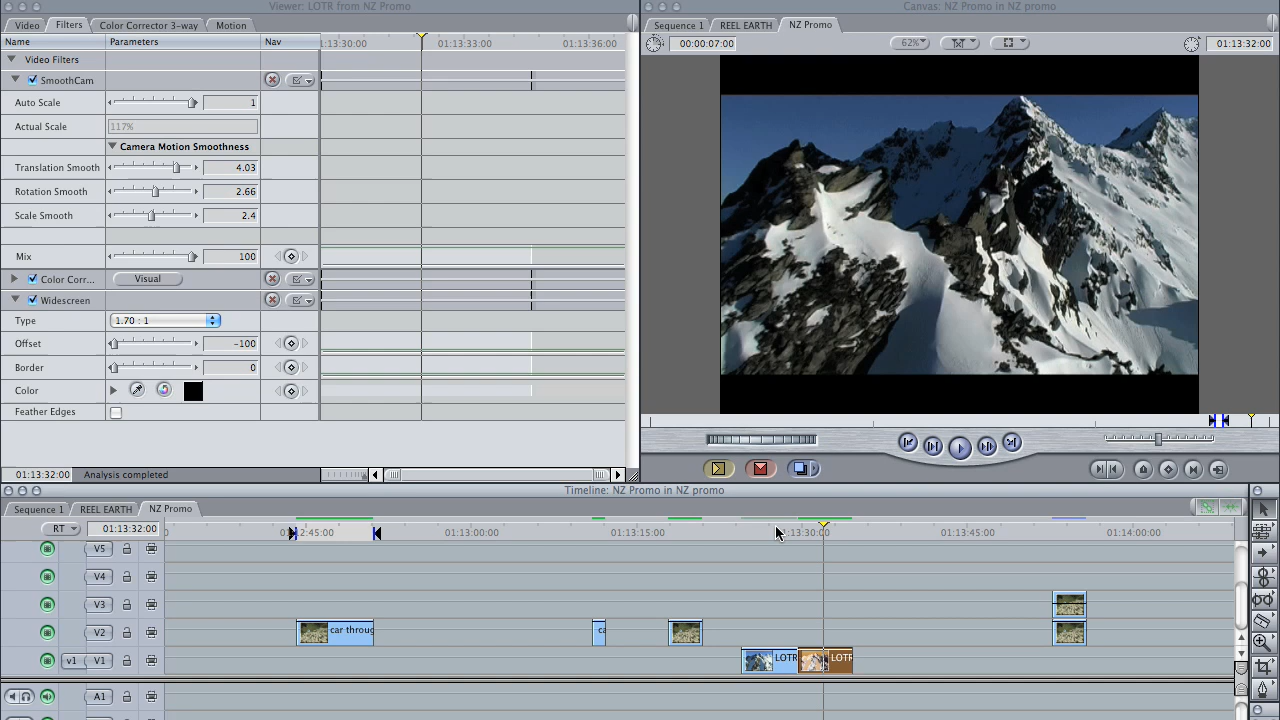 Viewer: LOTR from NZ Promo
Video Filters Color Corrector 3-way Motion
Name Parameters Nav 1:13:30:00 01:13:33:00 01:13:36:00
Video Filters
SmoothCam
Auto Scale 1
Actual Scale 117%
Camera Motion Smoothness
Translation Smooth 4.03
Rotation Smooth 2.66
Scale Smooth 2.4
Mix 100
Color Corr... Visual
Widescreen
Type 1.70 : 1
Offset -100
Border 0
Color
Feather Edges
01:13:32:00 Analysis completed
Canvas: NZ Promo in NZ promo
Sequence 1 REEL EARTH NZ Promo
00:00:07:00 62% 01:13:32:00
Timeline: NZ Promo in NZ promo
Sequence 1 REEL EARTH NZ Promo
RT 01:13:32:00 0 2:45:00 01:13:00:00 01:13:15:00 :13:30:00 01:13:45:00 01:14:00:00
V5
V4
V3
V2 car throug ca
v1 V1 LOTR LOTR
A1